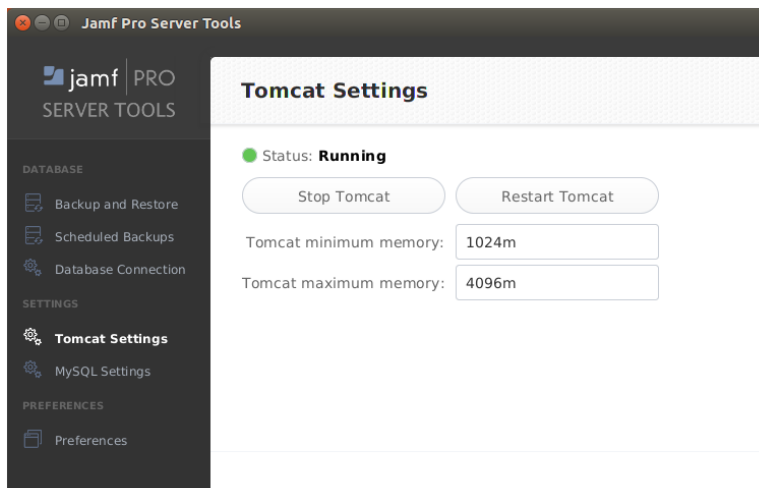 Jamf Pro Server Tools
jamf PRO
SERVER TOOLS
DATABASE
Backup and Restore
Scheduled Backups
Database Connection
SETTINGS
Tomcat Settings
MySQL Settings
PREFERENCES
Preferences
Tomcat Settings
Status: Running
Stop Tomcat Restart Tomcat
Tomcat minimum memory: 1024m
Tomcat maximum memory: 4096m